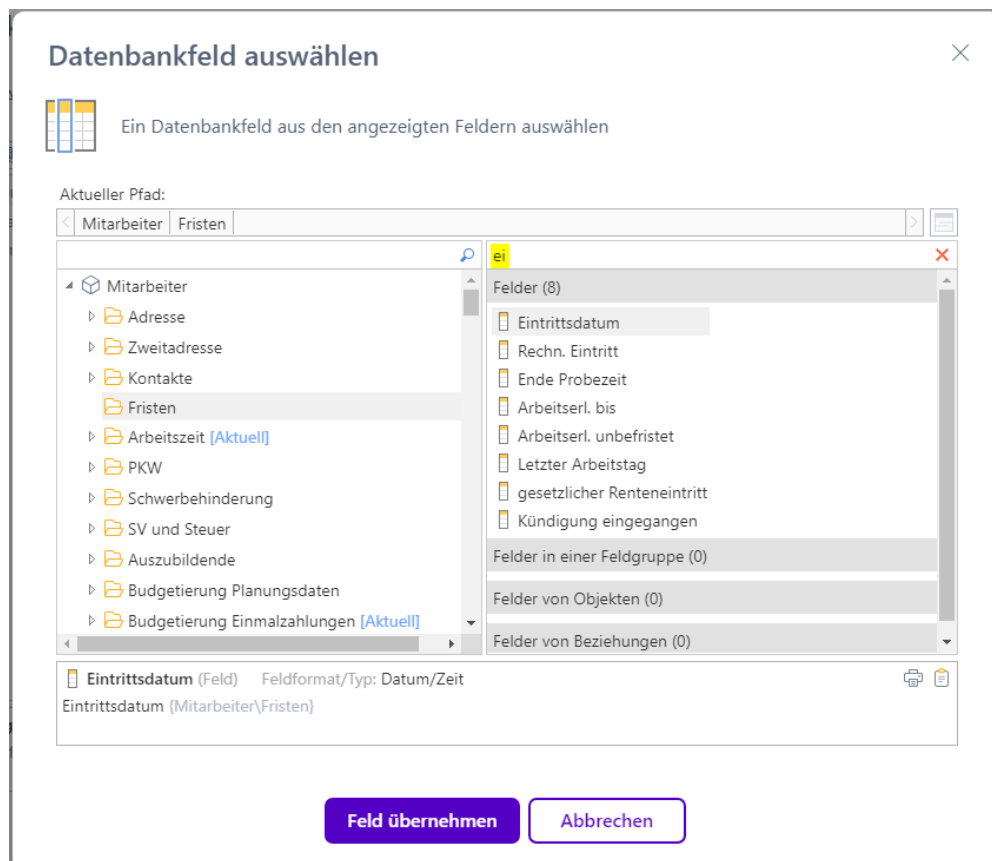 Datenbankfeld auswählen
Ein Datenbankfeld aus den angezeigten Feldern auswählen
Aktueller Pfad:
Mitarbeiter Fristen
ei
Mitarbeiter
Adresse
Zweitadresse
Kontakte
Fristen
Arbeitszeit [Aktuell]
PKW
Schwerbehinderung
SV und Steuer
Auszubildende
Budgetierung Planungsdaten
Budgetierung Einmalzahlungen [Aktuell]
Felder (8)
Eintrittsdatum
Rechn. Eintritt
Ende Probezeit
Arbeitserl. bis
Arbeitserl. unbefristet
Letzter Arbeitstag
gesetzlicher Renteneintritt
Kündigung eingegangen
Felder in einer Feldgruppe (0)
Felder von Objekten (0)
Felder von Beziehungen (0)
Eintrittsdatum (Feld) Feldformat/Typ: Datum/Zeit
Eintrittsdatum {Mitarbeiter\Fristen}
Feld übernehmen
Abbrechen